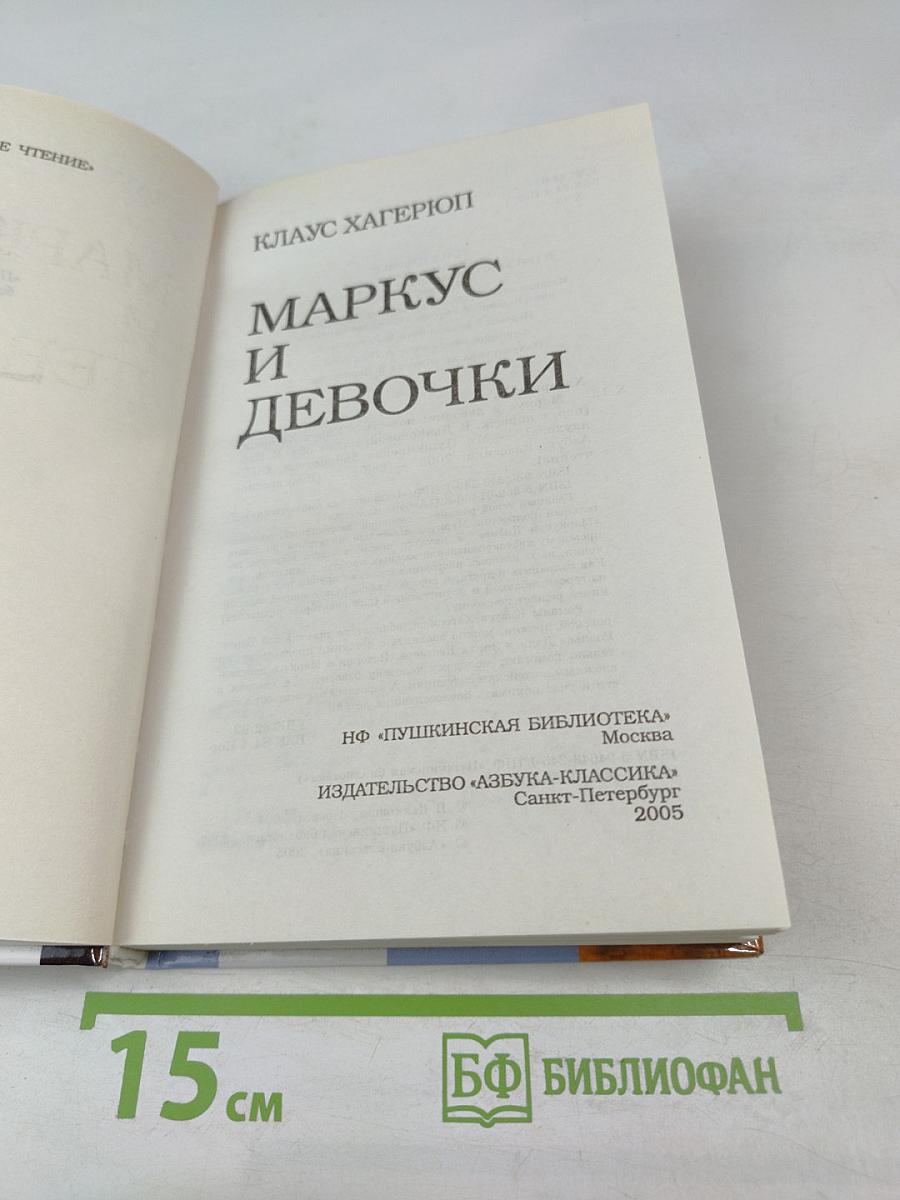 Е ЧТЕНИЕ»
КЛАУС ХАГЕРЮП
МАРКУС
И
ДЕВОЧКИ
НФ «ПУШКИНСКАЯ БИБЛИОТЕКА»
Москва
ИЗДАТЕЛЬСТВО «АЗБУКА-КЛАССИКА»
Санкт-Петербург
2005
15 см
БФ БИБЛИОФАН